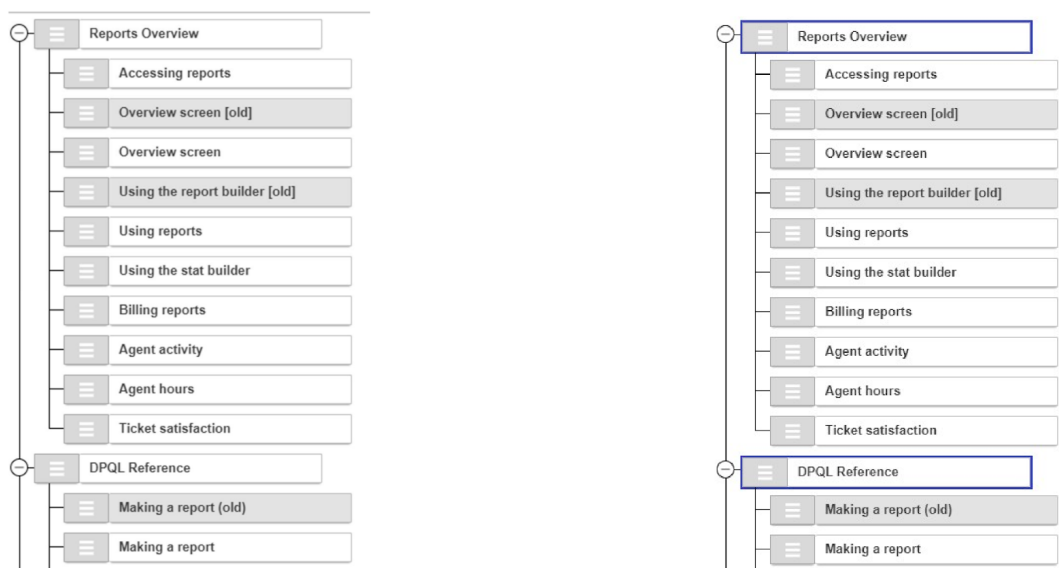 Reports Overview
Accessing reports
Overview screen [old]
Overview screen
Using the report builder [old]
Using reports
Using the stat builder
Billing reports
Agent activity
Agent hours
Ticket satisfaction
DPQL Reference
Making a report (old)
Making a report
Reports Overview
Accessing reports
Overview screen [old]
Overview screen
Using the report builder [old]
Using reports
Using the stat builder
Billing reports
Agent activity
Agent hours
Ticket satisfaction
DPQL Reference
Making a report (old)
Making a report